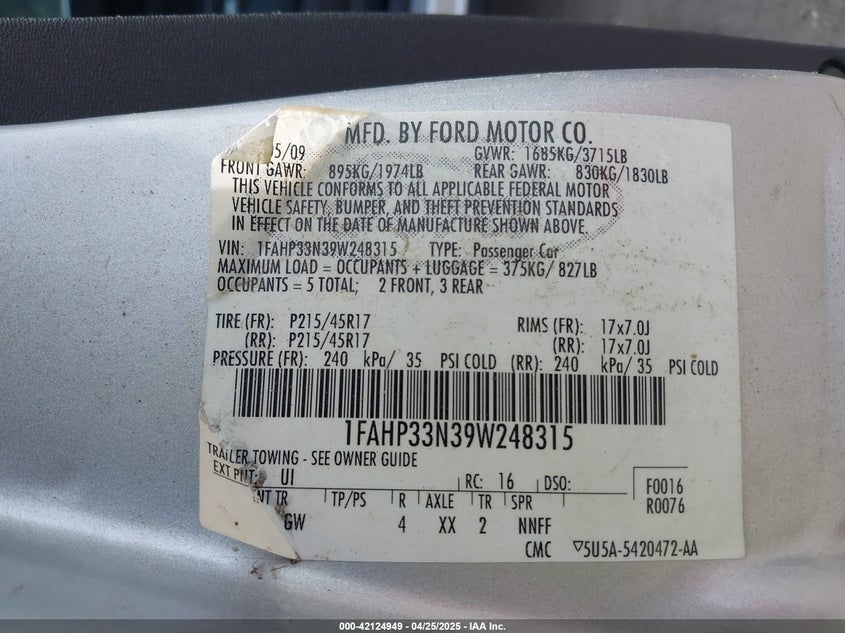 MFD. BY FORD MOTOR CO.
5/09 GVWR: 1685KG/3715LB
FRONT GAWR: 895KG/1974LB REAR GAWR: 830KG/1830LB
THIS VEHICLE CONFORMS TO ALL APPLICABLE FEDERAL MOTOR
VEHICLE SAFETY, BUMPER, AND THEFT PREVENTION STANDARDS
IN EFFECT ON THE DATE OF MANUFACTURE SHOWN ABOVE.
VIN: 1FAHP33N39W248315 TYPE: Passenger Car
MAXIMUM LOAD = OCCUPANTS + LUGGAGE = 375KG/ 827LB
OCCUPANTS = 5 TOTAL; 2 FRONT, 3 REAR
TIRE (FR): P215/45R17 RIMS (FR): 17x7.0J
(RR): P215/45R17 (RR): 17x7.0J
PRESSURE (FR): 240 kPa/ 35 PSI COLD (RR): 240 kPa/ 35 PSI COLD
1FAHP33N39W248315
TRAILER TOWING - SEE OWNER GUIDE
EXT PNT: UI RC: 16 DSO: F0016
R0076
NT TR TP/PS R AXLE TR SPR
GW 4 XX 2 NNFF
CMC ▽5U5A-5420472-AA
000-42124949 - 04/25/2025 - IAA Inc.